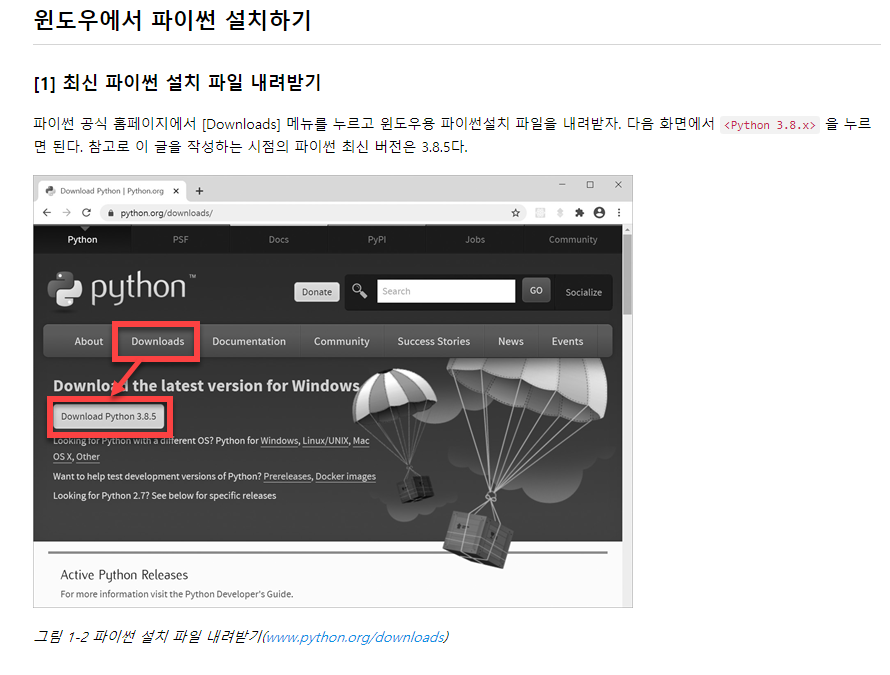 윈도우에서 파이썬 설치하기
[1] 최신 파이썬 설치 파일 내려받기
파이썬 공식 홈페이지에서 [Downloads] 메뉴를 누르고 윈도우용 파이썬설치 파일을 내려받자. 다음 화면에서 <Python 3.8.x> 을 누르
면 된다. 참고로 이 글을 작성하는 시점의 파이썬 최신 버전은 3.8.5다.
Download Python | Python.org
python.org/downloads/
Python PSF Docs PyPI Jobs Community
python™
Donate Search GO Socialize
About Downloads Documentation Community Success Stories News Events
Download the latest version for Windows
Download Python 3.8.5
Looking for Python with a different OS? Python for Windows, Linux/UNIX, Mac
OS X, Other
Want to help test development versions of Python? Prereleases, Docker images
Looking for Python 2.7? See below for specific releases
Active Python Releases
For more information visit the Python Developer's Guide.
그림 1-2 파이썬 설치 파일 내려받기(www.python.org/downloads)